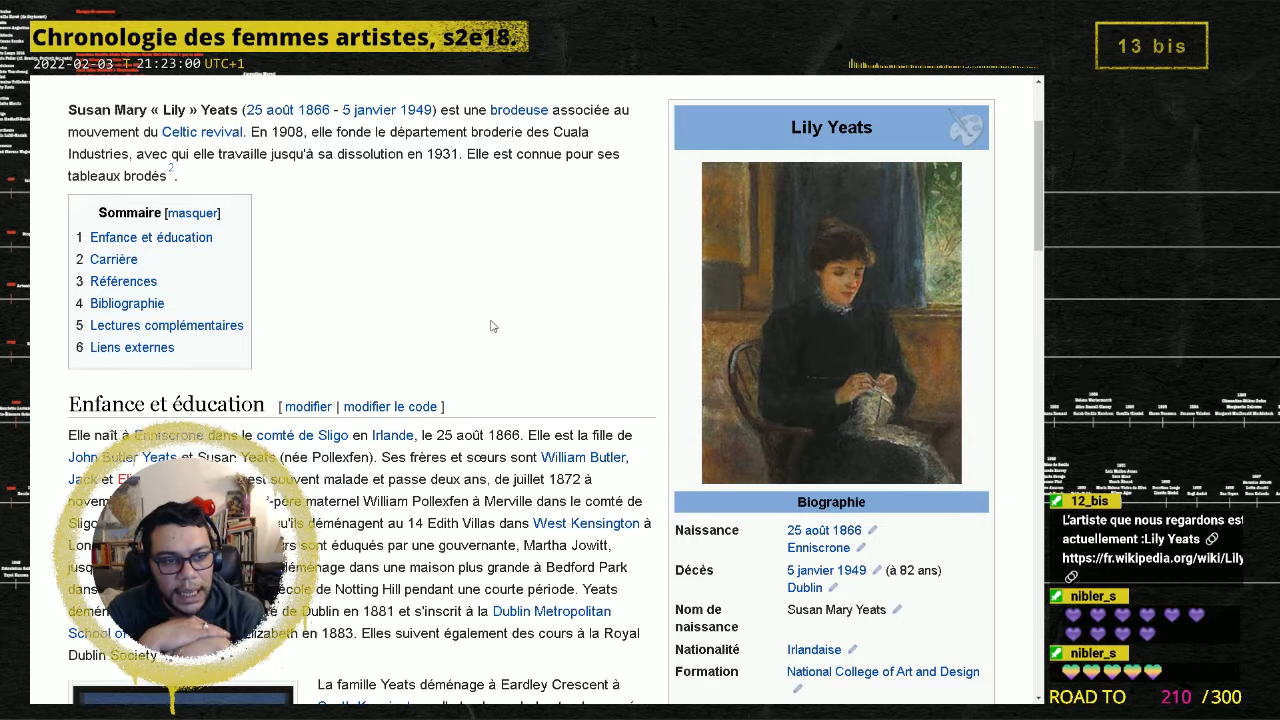 Chronologie des femmes artistes, s2e18.
2022-02-03 T 21:23:00 UTC+1
13 bis
Susan Mary « Lily » Yeats (25 août 1866 - 5 janvier 1949) est une brodeuse associée au
mouvement du Celtic revival. En 1908, elle fonde le département broderie des Cuala
Industries, avec qui elle travaille jusqu'à sa dissolution en 1931. Elle est connue pour ses
tableaux brodés 2.
Sommaire [masquer]
1 Enfance et éducation
2 Carrière
3 Références
4 Bibliographie
5 Lectures complémentaires
6 Liens externes
Enfance et éducation [ modifier | modifier le code ]
Elle naît à Enniscrone dans le comté de Sligo en Irlande, le 25 août 1866. Elle est la fille de
John Butler Yeats et Susan Yeats (née Pollexfen). Ses frères et sœurs sont William Butler,
et souvent malade et passe deux ans, de juillet 1872 à
-père maternel William Pollexfen à Merville dans le comté de
qu'ils déménagent au 14 Edith Villas dans West Kensington à
sont éduqués par une gouvernante, Martha Jowitt,
déménage dans une maison plus grande à Bedford Park
école de Notting Hill pendant une courte période. Yeats
de Dublin en 1881 et s'inscrit à la Dublin Metropolitan
School Elizabeth en 1883. Elles suivent également des cours à la Royal
Dublin Society
La famille Yeats déménage à Eardley Crescent à
Lily Yeats
Biographie
Naissance 25 août 1866
Enniscrone
Décès 5 janvier 1949 (à 82 ans)
Dublin
Nom de Susan Mary Yeats
naissance
Nationalité Irlandaise
Formation National College of Art and Design
12_bis
L'artiste que nous regardons est
actuellement :Lily Yeats
https://fr.wikipedia.org/wiki/Lily
nibler_s
nibler_s
ROAD TO 210 / 300